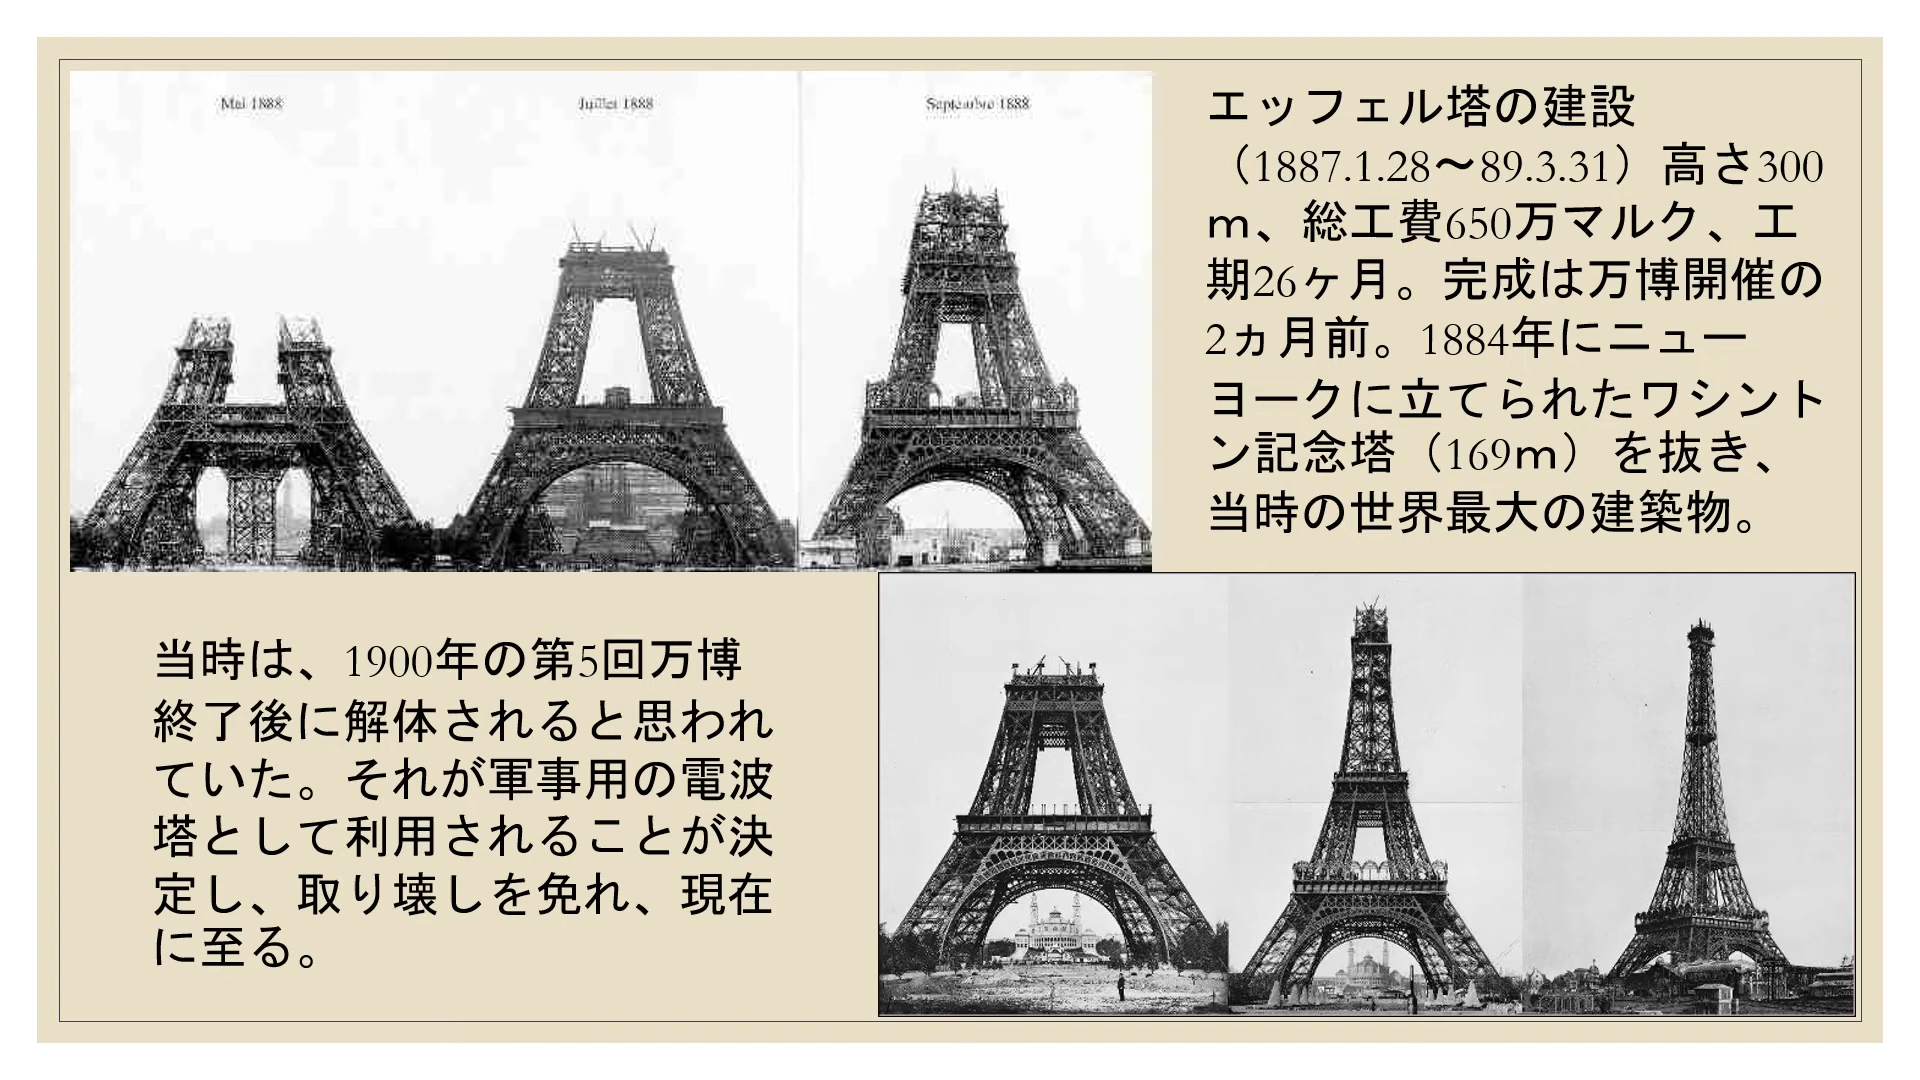 Mai 1888
Juillet 1888
Septembre 1888
エッフェル塔の建設
（1887.1.28〜89.3.31）高さ300
ｍ、総工費650万マルク、工
期26ヶ月。完成は万博開催の
2ヵ月前。1884年にニュー
ヨークに立てられたワシント
ン記念塔（169ｍ）を抜き、
当時の世界最大の建築物。
当時は、1900年の第5回万博
終了後に解体されると思われ
ていた。それが軍事用の電波
塔として利用されることが決
定し、取り壊しを免れ、現在
に至る。